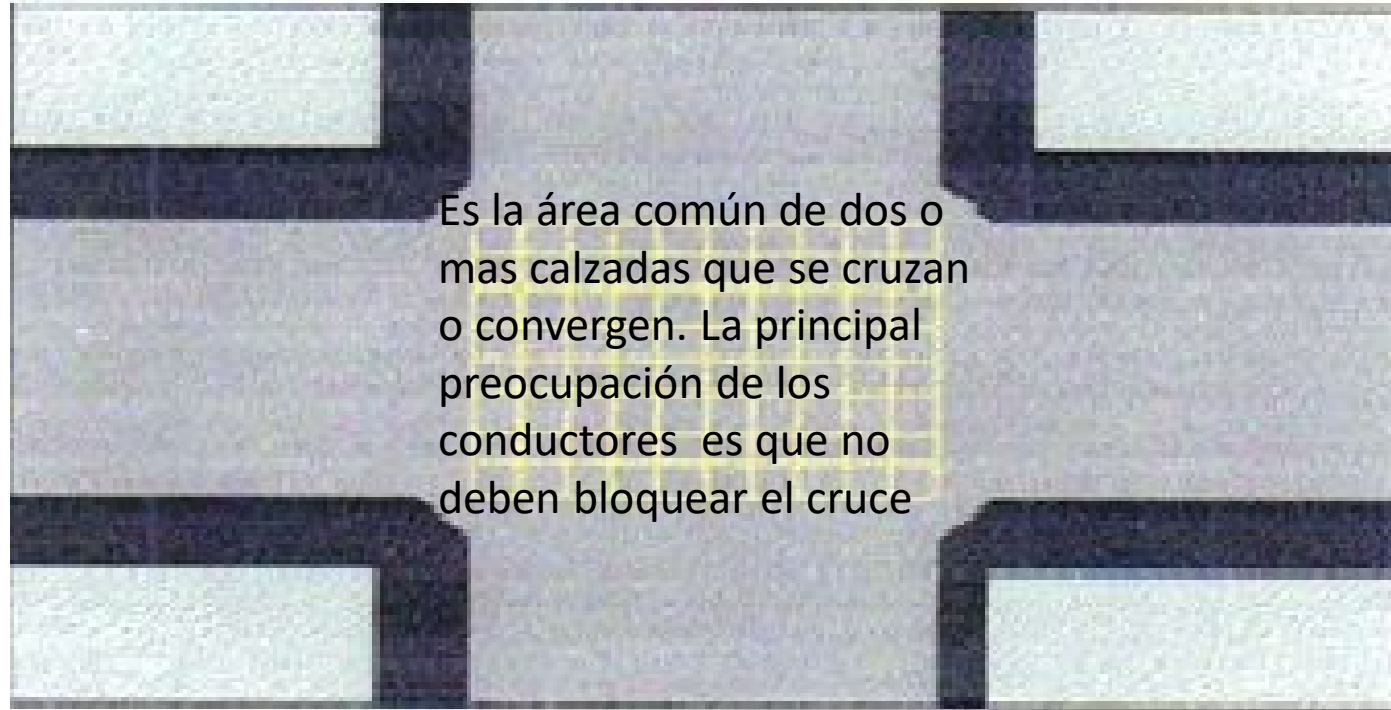 Es la área común de dos o
mas calzadas que se cruzan
o convergen. La principal
preocupación de los
conductores  es que no
deben bloquear el cruce